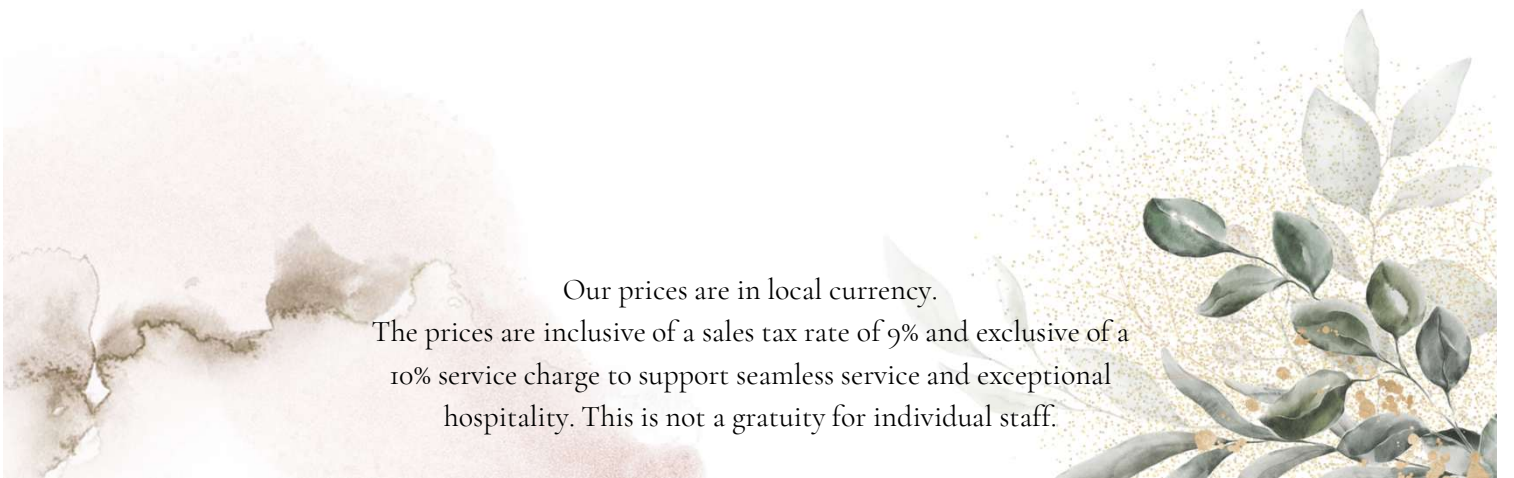 Our prices are in local currency.
The prices are inclusive of a sales tax rate of 9% and exclusive of a
10% service charge to support seamless service and exceptional
hospitality. This is not a gratuity for individual staff.